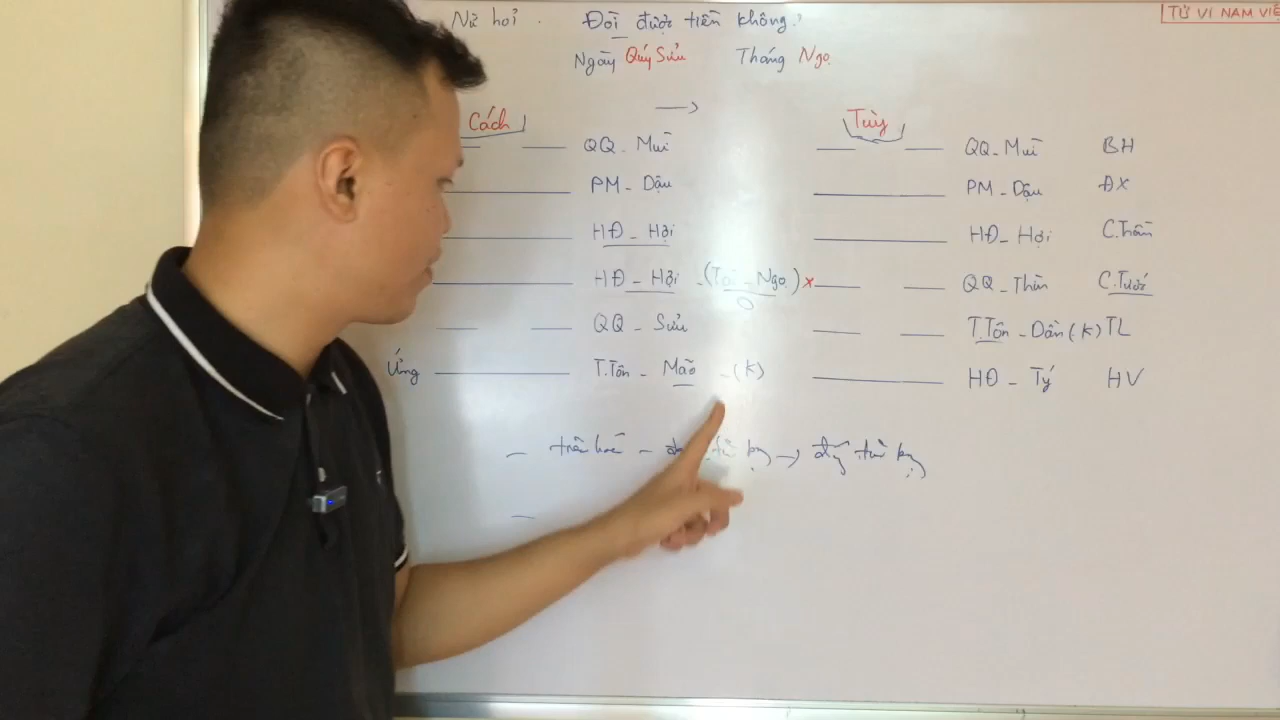 Nữ hỏi. Đòi được tiền không?
TỬ VI NAM VIỆ
Ngày Quý Sửu Tháng Ngọ
Cách Tùy
QQ - Mùi QQ - Mùi BH
PM - Dậu PM - Dậu ĐX
HĐ - Hợi HĐ - Hợi C.Trần
HĐ - Hợi - ( - Ngọ) x QQ - Thìn C.Tước
QQ - Sửu T.Tôn - Dần (K) TL
Ứng T.Tôn - Mão - (K) HĐ - Tý HV